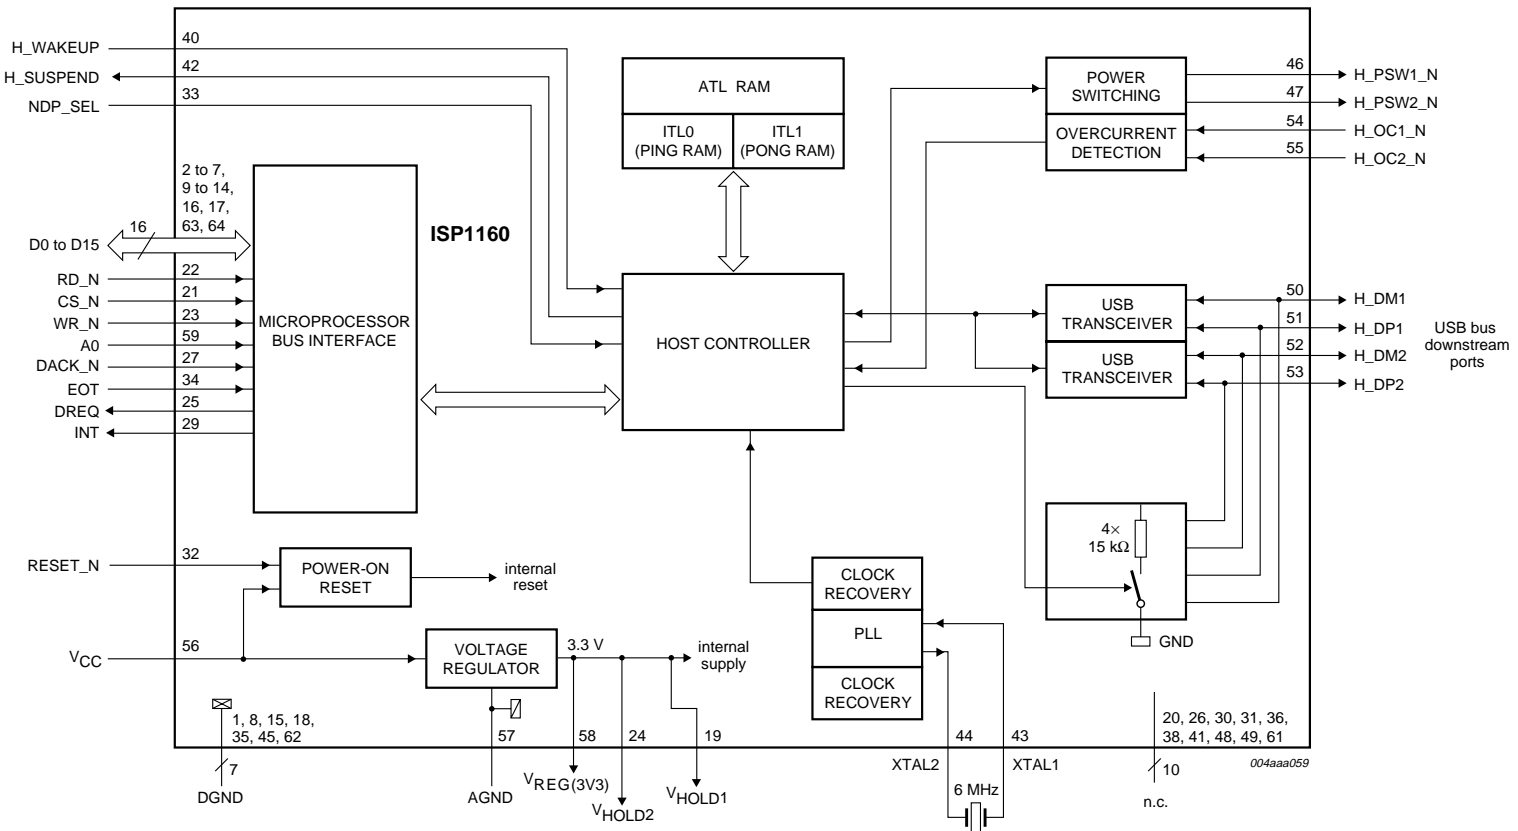 H_WAKEUP
40
H_SUSPEND
42
NDP_SEL
33
ATL RAM
ITL0
(PING RAM)
ITL1
(PONG RAM)
POWER
SWITCHING
OVERCURRENT
DETECTION
46
H_PSW1_N
47
H_PSW2_N
54
H_OC1_N
55
H_OC2_N
2 to 7,
9 to 14,
16, 17,
63, 64
16
D0 to D15
ISP1160
RD_N
22
CS_N
21
WR_N
23
A0
59
DACK_N
27
EOT
34
DREQ
25
INT
29
MICROPROCESSOR
BUS INTERFACE
HOST CONTROLLER
USB
TRANSCEIVER
USB
TRANSCEIVER
50
H_DM1
51
H_DP1
52
H_DM2
53
H_DP2
USB bus
downstream
ports
4×
15 kΩ
GND
RESET_N
32
POWER-ON
RESET
internal
reset
CLOCK
RECOVERY
PLL
CLOCK
RECOVERY
VCC
56
VOLTAGE
REGULATOR
3.3 V
internal
supply
1, 8, 15, 18,
35, 45, 62
7
DGND
57
AGND
58
VREG(3V3)
24
VHOLD2
19
VHOLD1
44
XTAL2
43
XTAL1
6 MHz
20, 26, 30, 31, 36,
38, 41, 48, 49, 61
10
n.c.
004aaa059